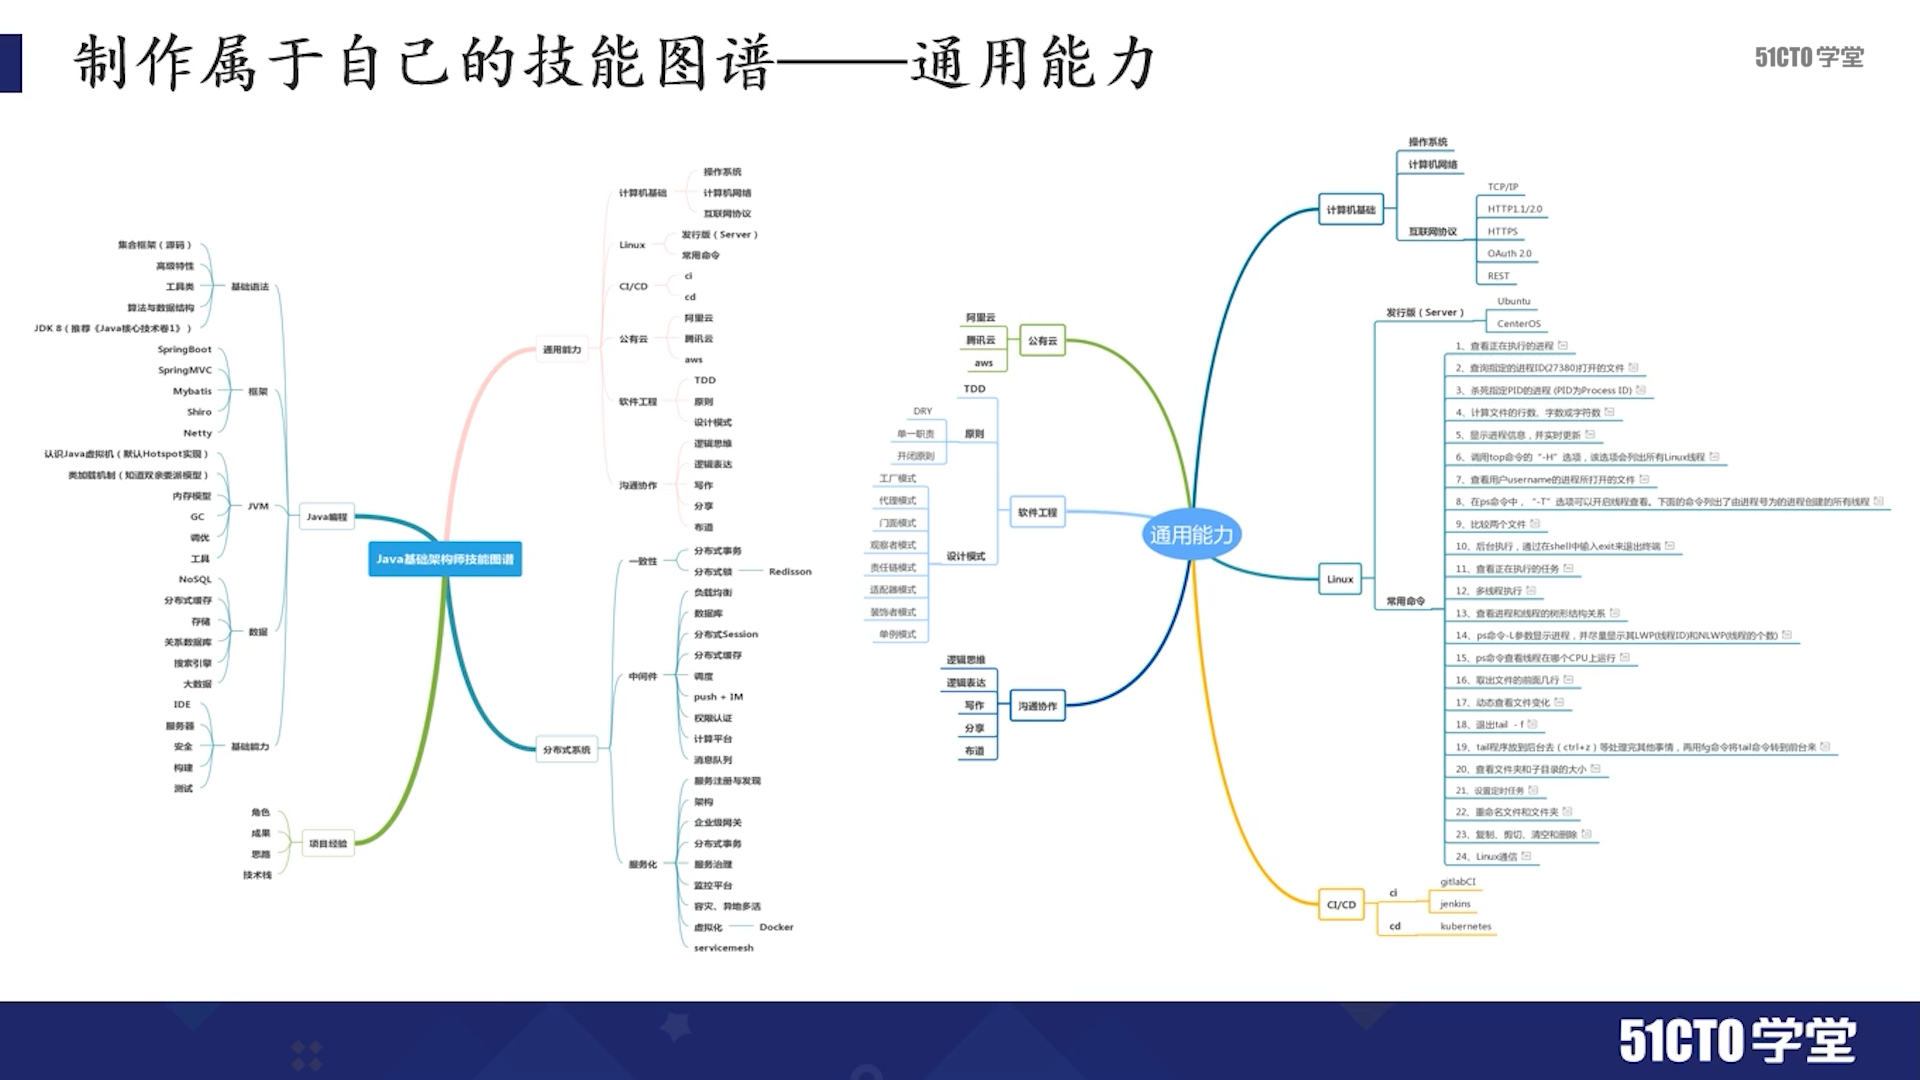 制作属于自己的技能图谱——通用能力
51CTO学堂
Java基础架构师技能图谱
Java编程
基础语法
集合框架（源码）
高级特性
工具类
算法与数据结构
JDK 8（推荐《Java核心技术卷1》）
框架
SpringBoot
SpringMVC
Mybatis
Shiro
Netty
JVM
认识Java虚拟机（默认Hotspot实现）
类加载机制（知道双亲委派模型）
内存模型
GC
调优
工具
数据
NoSQL
分布式缓存
存储
关系数据库
搜索引擎
大数据
基础能力
IDE
服务器
安全
构建
测试
项目经验
角色
成果
思路
技术栈
通用能力
计算机基础
操作系统
计算机网络
互联网协议
Linux
发行版（Server）
常用命令
CI/CD
ci
cd
公有云
阿里云
腾讯云
aws
软件工程
TDD
原则
设计模式
沟通协作
逻辑思维
逻辑表达
写作
分享
布道
分布式系统
一致性
分布式事务
分布式锁
Redisson
中间件
负载均衡
数据库
分布式Session
分布式缓存
调度
push + IM
权限认证
计算平台
消息队列
服务化
服务注册与发现
架构
企业级网关
分布式事务
服务治理
监控平台
容灾、异地多活
虚拟化
Docker
servicemesh
通用能力
公有云
阿里云
腾讯云
aws
软件工程
TDD
原则
DRY
单一职责
开闭原则
设计模式
工厂模式
代理模式
门面模式
观察者模式
责任链模式
适配器模式
装饰者模式
单例模式
沟通协作
逻辑思维
逻辑表达
写作
分享
布道
计算机基础
操作系统
计算机网络
互联网协议
TCP/IP
HTTP1.1/2.0
HTTPS
OAuth 2.0
REST
Linux
发行版（Server）
Ubuntu
CenterOS
常用命令
1、查看正在执行的进程
2、查询指定的进程ID(27380)打开的文件
3、杀死指定PID的进程 (PID为Process ID)
4、计算文件的行数、字数或字符数
5、显示进程信息，并实时更新
6、调用top命令的“-H”选项，该选项会列出所有Linux线程
7、查看用户username的进程所打开的文件
8、在ps命令中，“-T”选项可以开启线程查看。下面的命令列出了由进程号为的进程创建的所有线程
9、比较两个文件
10、后台执行，通过在shell中输入exit来退出终端
11、查看正在执行的任务
12、多线程执行
13、查看进程和线程的树形结构关系
14、ps命令-L参数显示进程，并尽量显示其LWP(线程ID)和NLWP(线程的个数)
15、ps命令查看线程在哪个CPU上运行
16、取出文件的前面几行
17、动态查看文件变化
18、退出tail -f
19、tail程序放到后台去（ctrl+z）等处理完其他事情，再用fg命令将tail命令转到前台来
20、查看文件夹和子目录的大小
21、设置定时任务
22、重命名文件和文件夹
23、复制、剪切、清空和删除
24、Linux通信
CI/CD
ci
gitlabCI
jenkins
cd
kubernetes
51CTO学堂